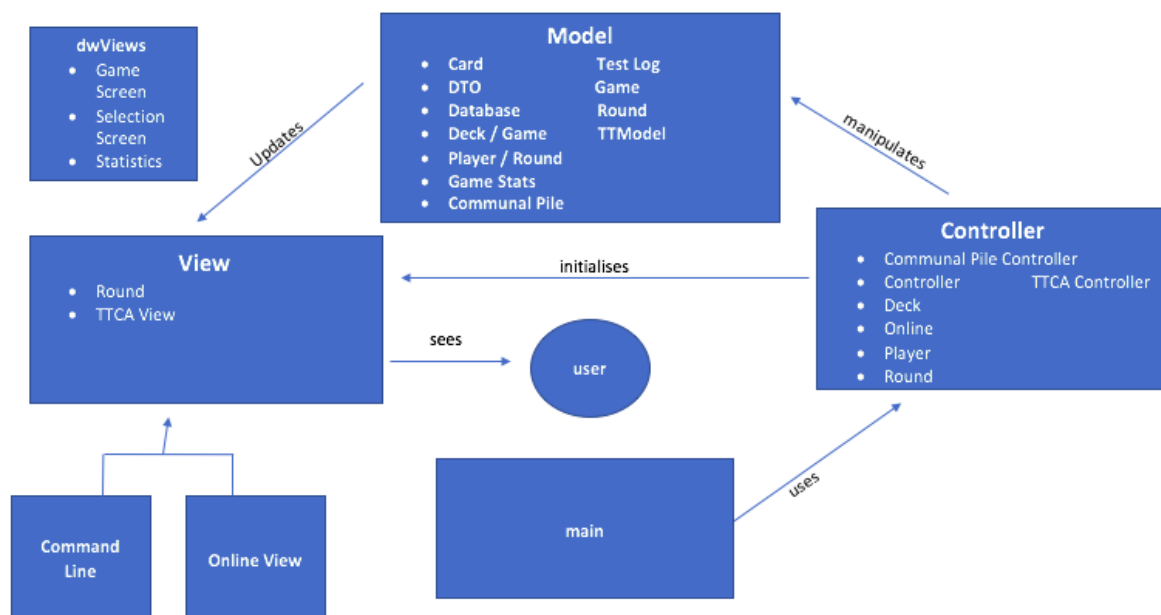 dwViews
• Game
Screen
• Selection
Screen
• Statistics
Model
• Card Test Log
• DTO Game
• Database Round
• Deck / Game TTModel
• Player / Round
• Game Stats
• Communal Pile
Updates
manipulates
Controller
• Communal Pile Controller
• Controller TTCA Controller
• Deck
• Online
• Player
• Round
View
• Round
• TTCA View
initialises
sees
user
main
uses
Command
Line
Online View